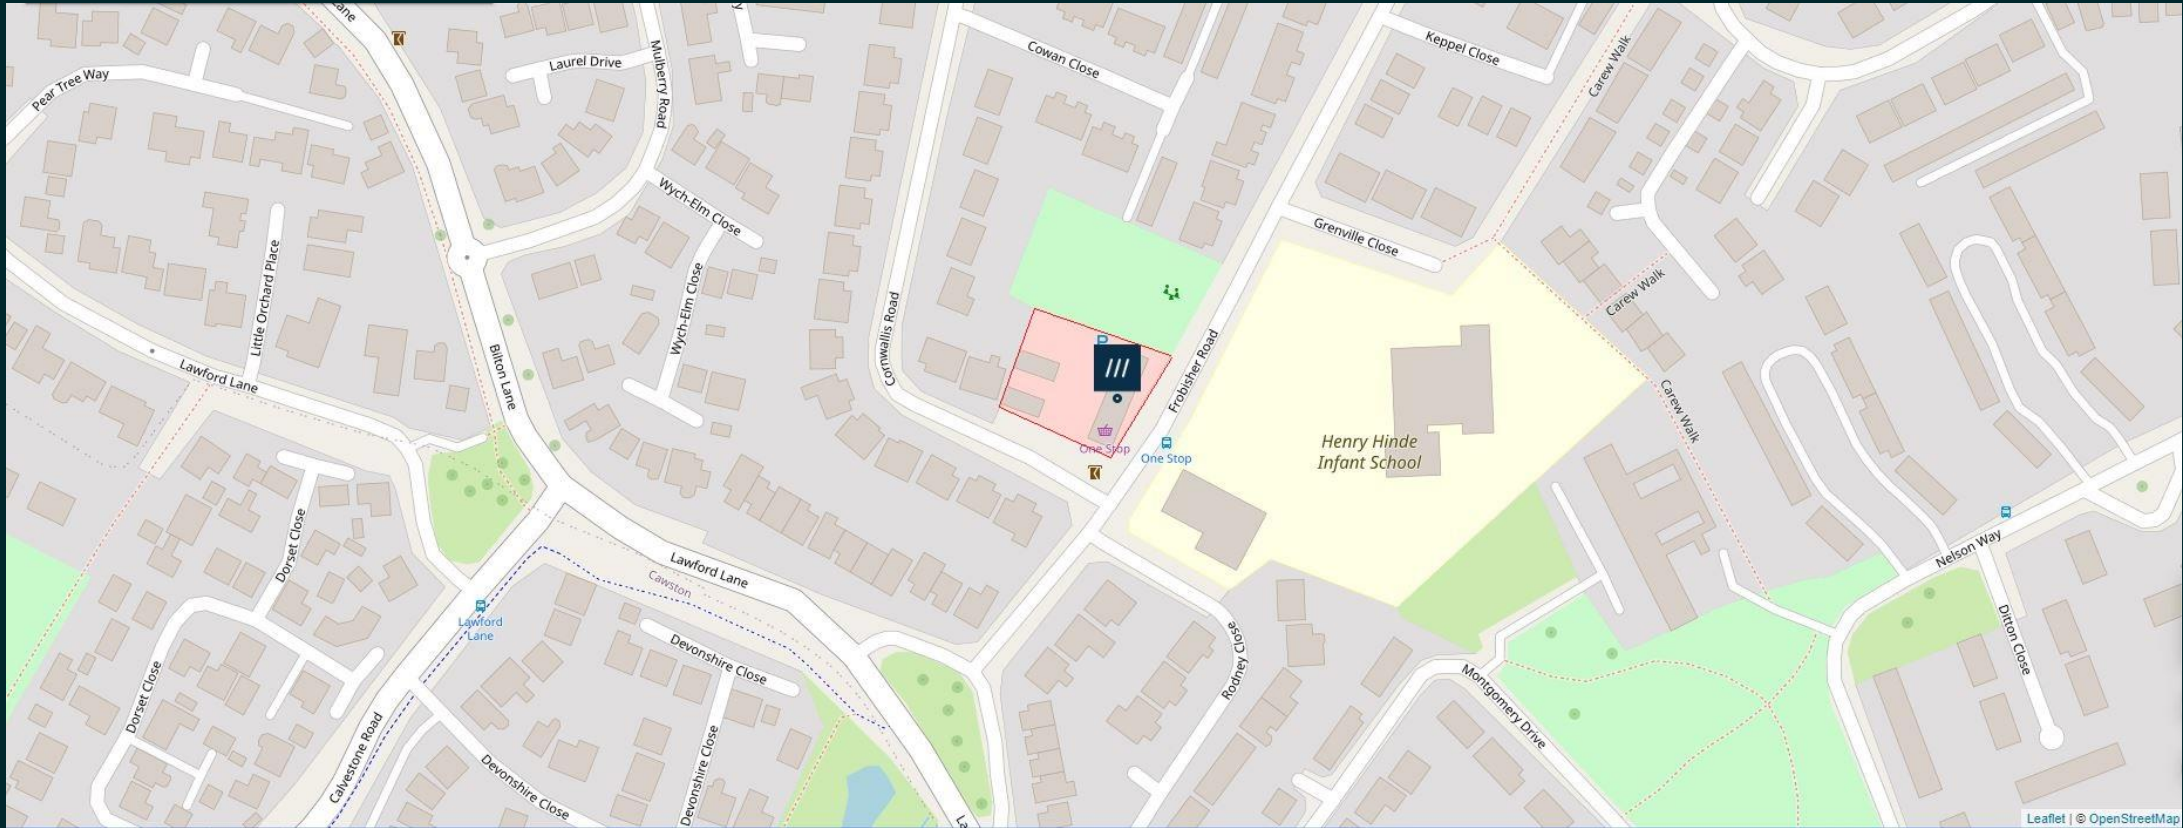 Lane
Pear Tree Way
Laurel Drive
Mulberry Road
Cowan Close
Keppel Close
Carew Walk
Wych-Elm Close
Little Orchard Place
Wych-Elm Close
Grenville Close
Carew Walk
Lawford Lane
Bilton Lane
Cornwallis Road
P
///
Frobisher Road
Carew Walk
One Stop
One Stop
Henry Hinde
Infant School
Dorset Close
Lawford Lane
Cawston
Nelson Way
Lawford
Lane
Devonshire Close
Rodney Close
Ditton Close
Dorset Close
Calvestone Road
Devonshire Close
Devonshire Close
Montgomery Drive
La
Leaflet | © OpenStreetMap